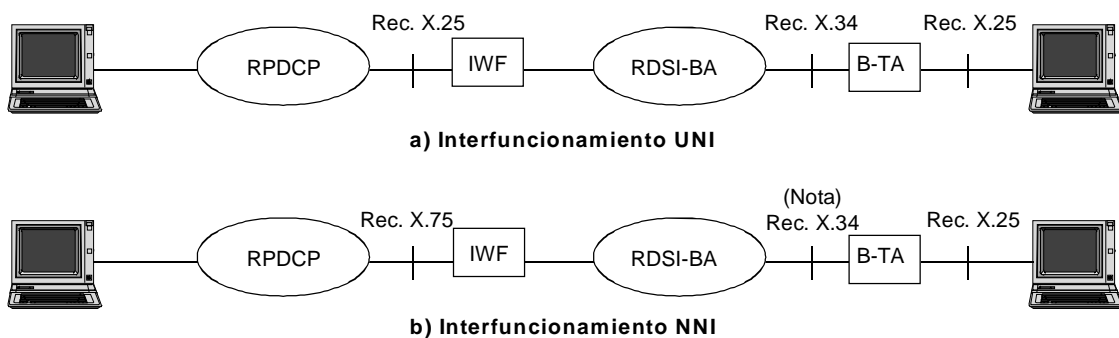 Rec. X.25
Rec. X.34
Rec. X.25
RPDCP
IWF
RDSI-BA
B-TA
a) Interfuncionamiento UNI
(Nota)
Rec. X.75
Rec. X.34
Rec. X.25
RPDCP
IWF
RDSI-BA
B-TA
b) Interfuncionamiento NNI